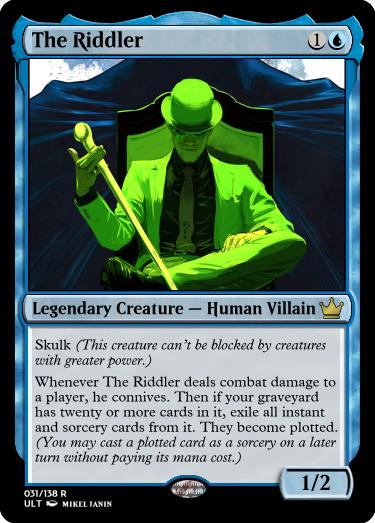 The Riddler 1
Legendary Creature — Human Villain
Skulk (This creature can't be blocked by creatures
with greater power.)
Whenever The Riddler deals combat damage to
a player, he connives. Then if your graveyard
has twenty or more cards in it, exile all instant
and sorcery cards from it. They become plotted.
(You may cast a plotted card as a sorcery on a later
turn without paying its mana cost.)
1/2
031/138 R
ULT MIKEL JANIN